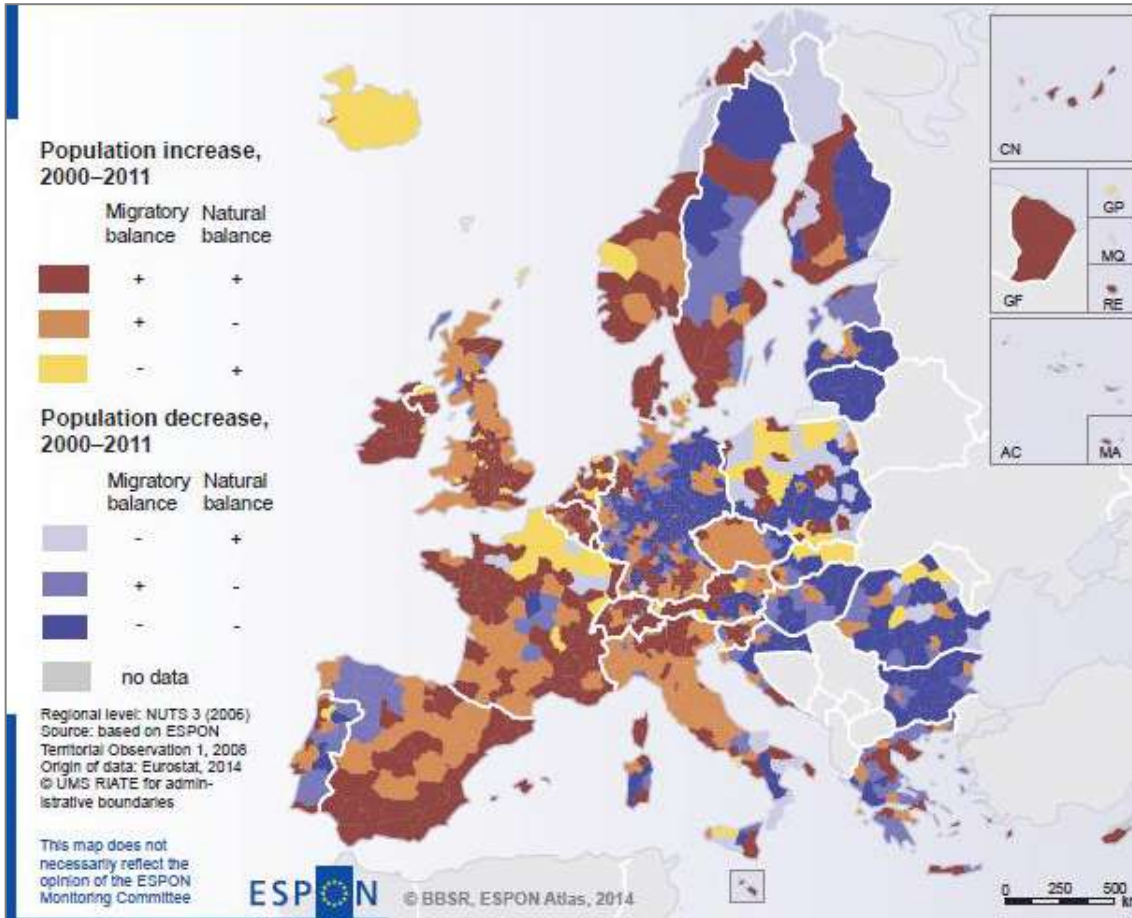 Population increase,
2000–2011
Migratory Natural
balance balance
+ +
+ -
- +
Population decrease,
2000–2011
Migratory Natural
balance balance
- +
+ -
- -
no data
Regional level: NUTS 3 (2006)
Source: based on ESPON
Territorial Observation 1, 2008
Origin of data: Eurostat, 2014
© UMS RIATE for admin-
istrative boundaries
This map does not
necessarily reflect the
opinion of the ESPON
Monitoring Committee
ESPON
© BBSR, ESPON Atlas, 2014
CN
GF
GP
MQ
RE
AC
MA
0 250 500
km